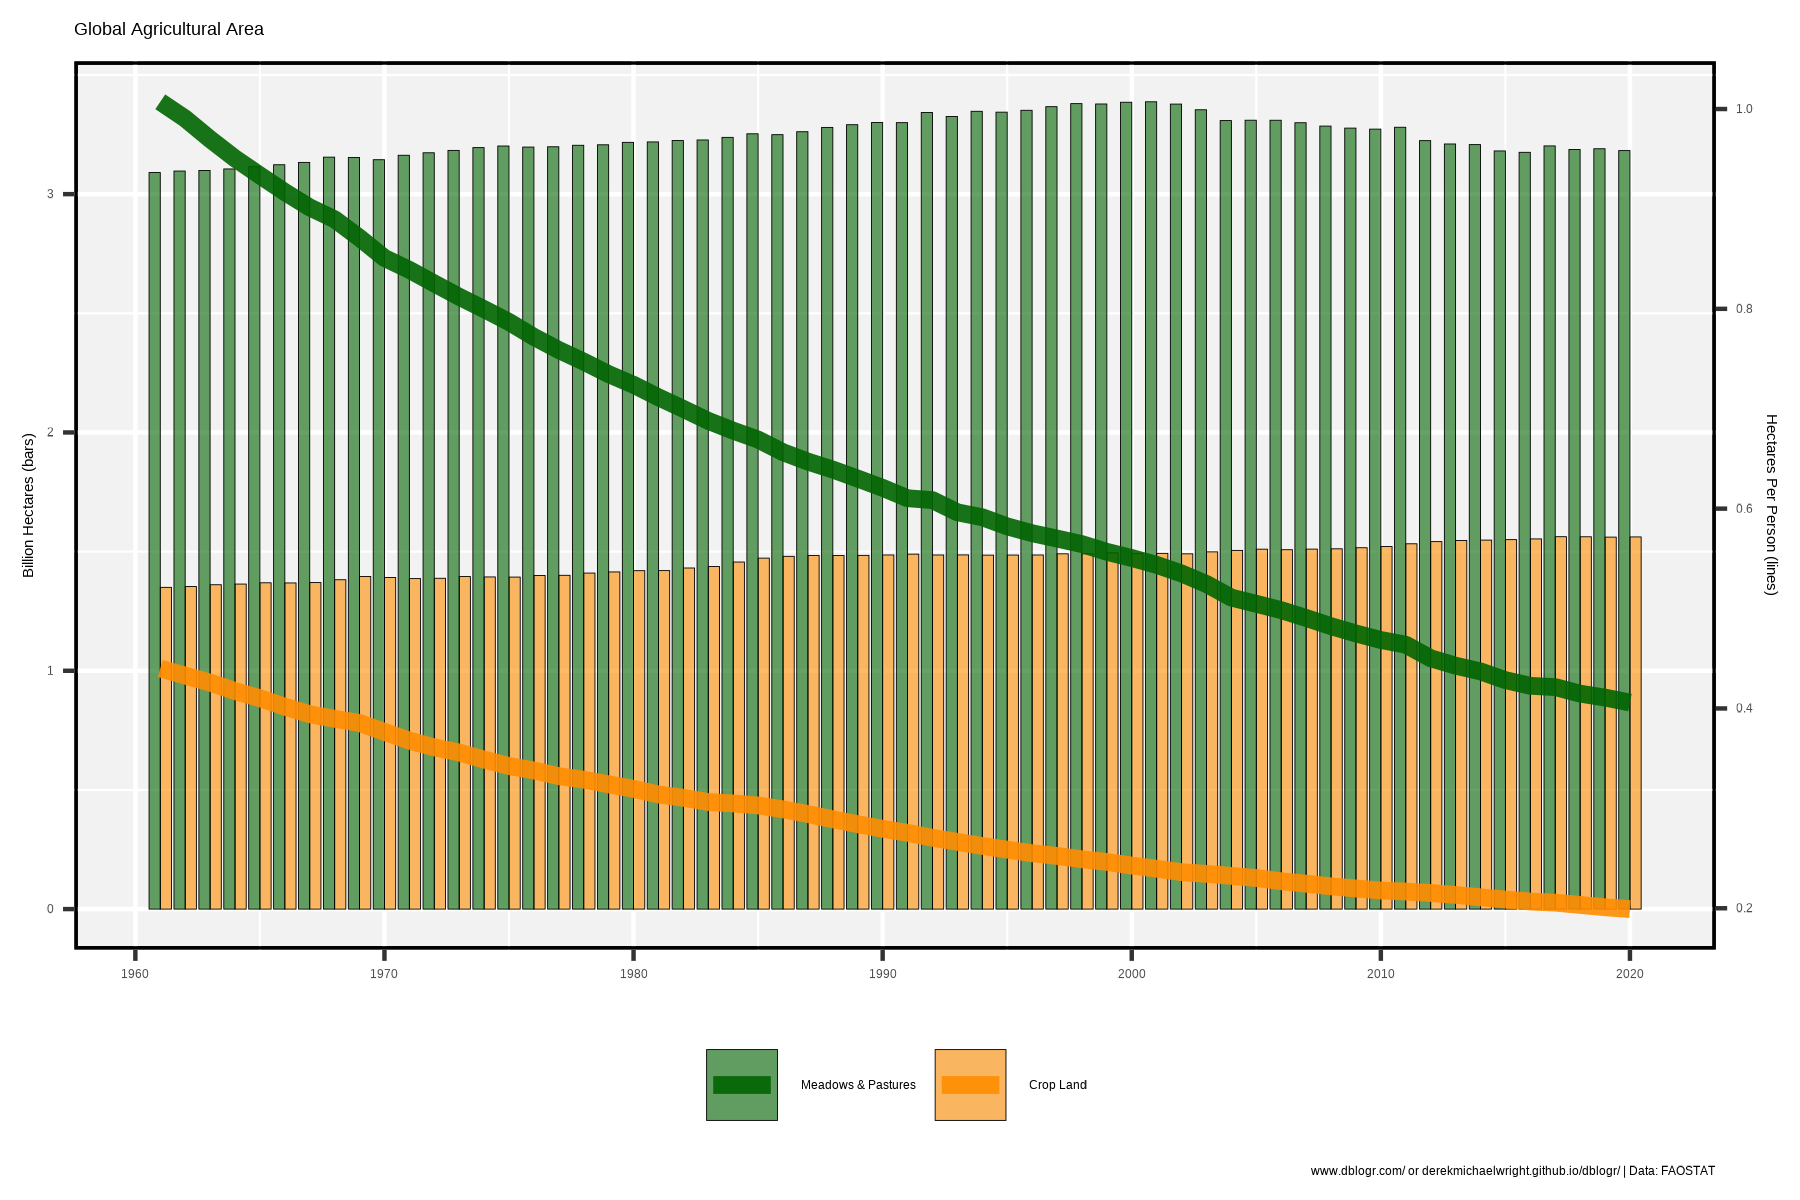 Global Agricultural Area
Billion Hectares (bars)
3
2
1
0
1.0
0.8
0.6
0.4
0.2
Hectares Per Person (lines)
1960 1970 1980 1990 2000 2010 2020
Meadows & Pastures Crop Land
www.dblogr.com/ or derekmichaelwright.github.io/dblogr/ | Data: FAOSTAT